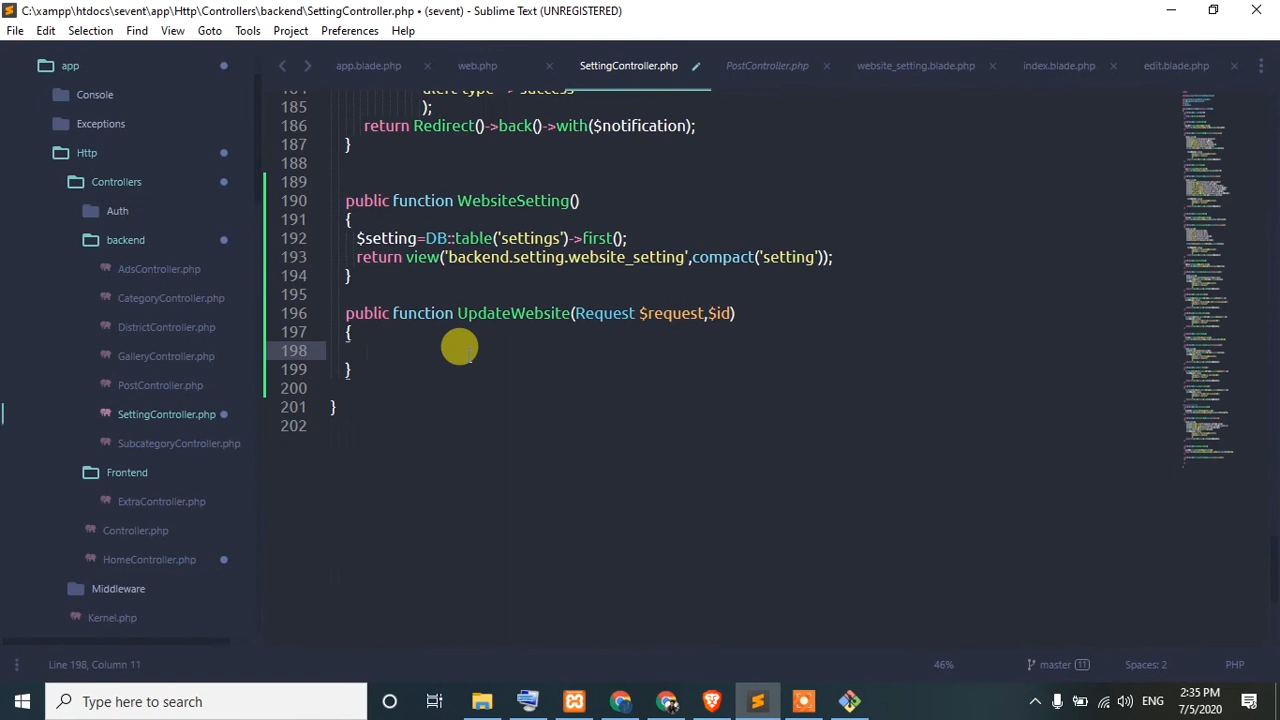 C:\xampp\htdocs\sevent\app\Http\Controllers\backend\SettingController.php • (sevent) - Sublime Text (UNREGISTERED)
File Edit Selection Find View Goto Tools Project Preferences Help
app
app.blade.php
web.php
SettingController.php
PostController.php
website_setting.blade.php
index.blade.php
edit.blade.php
Console
Exceptions
Http
Controllers
Auth
backend
AdsController.php
CategoryController.php
DistrictController.php
GalleryController.php
PostController.php
SettingController.php
SubcategoryController.php
Frontend
ExtraController.php
Controller.php
HomeController.php
Middleware
Kernel.php
185 );
186 return Redirect()->back()->with($notification);
187 }
188
189
190 public function WebsiteSetting()
191 {
192 $setting=DB::table('settings')->first();
193 return view('backend.setting.website_setting',compact('setting'));
194 }
195
196 public function UpdateWebsite(Request $request,$id)
197 {
198
199 }
200
201 }
202
Line 198, Column 11
46%
master 11
Spaces: 2
PHP
Type here to search
ENG
2:35 PM
7/5/2020